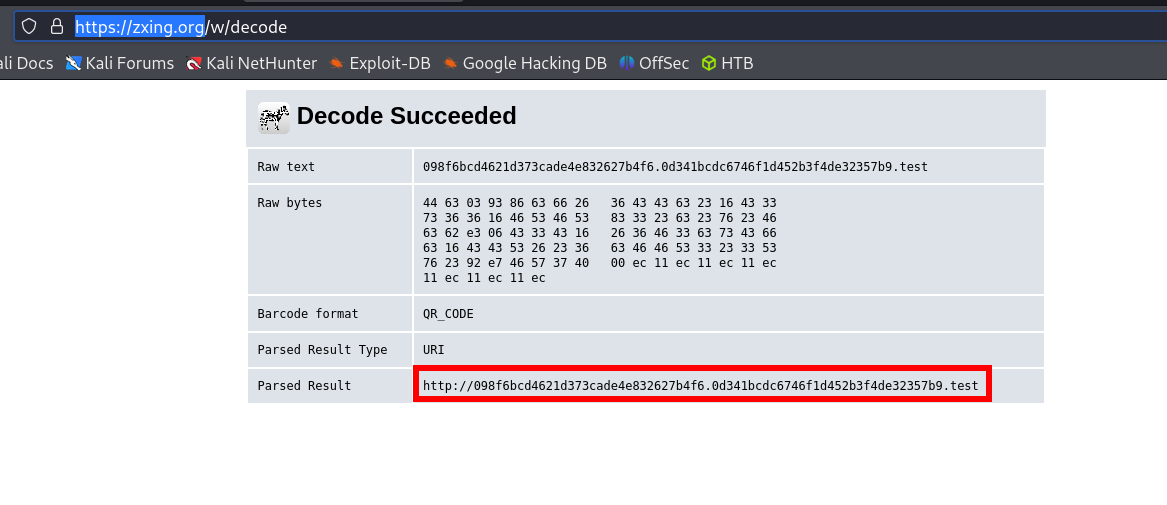 https://zxing.org/w/decode
ali Docs Kali Forums Kali NetHunter Exploit-DB Google Hacking DB OffSec HTB
Decode Succeeded
Raw text 098f6bcd4621d373cade4e832627b4f6.0d341bcdc6746f1d452b3f4de32357b9.test
Raw bytes 44 63 03 93 86 63 66 26 36 43 43 63 23 16 43 33
73 36 36 16 46 53 46 53 83 33 23 63 23 76 23 46
63 62 e3 06 43 33 43 16 26 36 46 33 63 73 43 66
63 16 43 43 53 26 23 36 63 46 46 53 33 23 33 53
76 23 92 e7 46 57 37 40 00 ec 11 ec 11 ec 11 ec
11 ec 11 ec 11 ec
Barcode format QR_CODE
Parsed Result Type URI
Parsed Result http://098f6bcd4621d373cade4e832627b4f6.0d341bcdc6746f1d452b3f4de32357b9.test